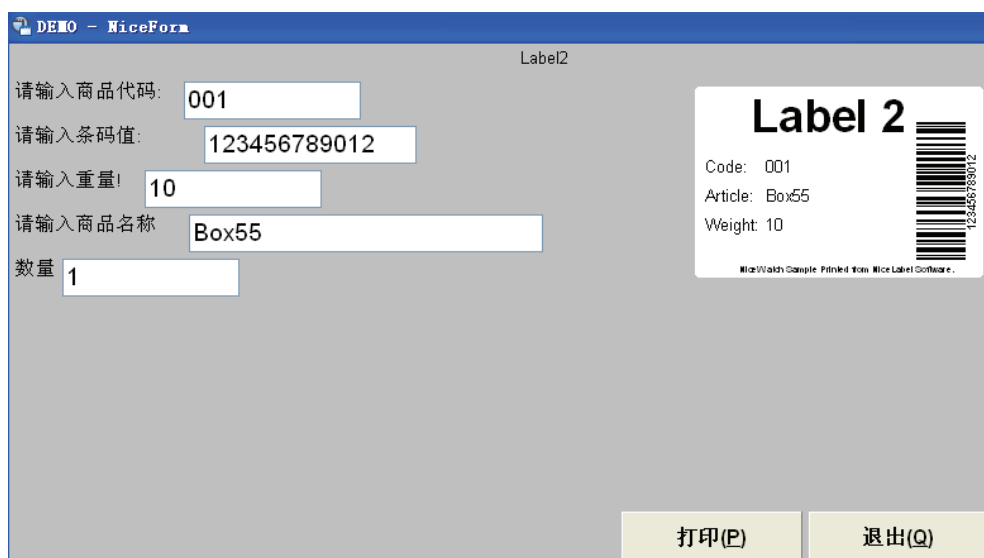 DEMO - NiceForm
Label2
请输入商品代码: 001
请输入条码值: 123456789012
请输入重量! 10
请输入商品名称 Box55
数量 1
Label 2
Code: 001
Article: Box55
Weight: 10
123456789012
NiceWatch Sample Printed from Nice Label Software.
打印(P) 退出(Q)